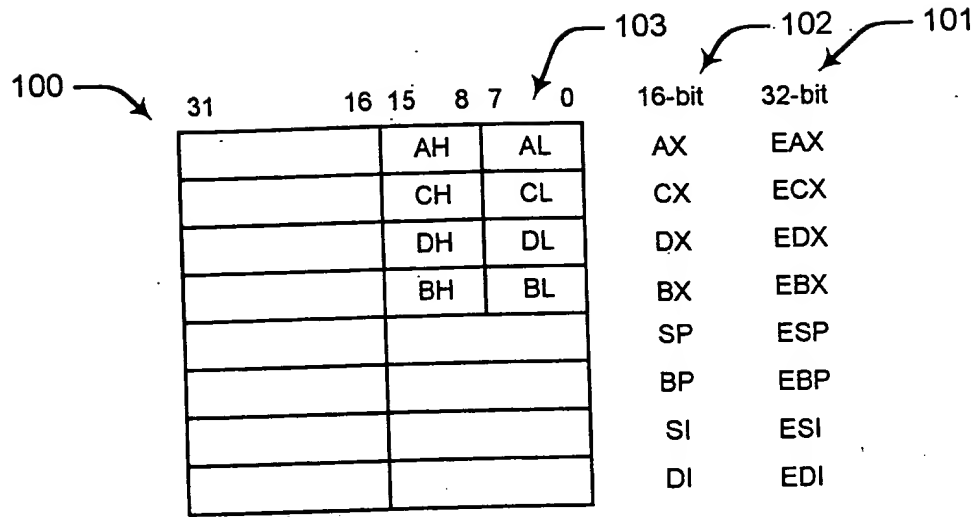 103 102 101
100
31 16 15 8 7 0 16-bit 32-bit
AH AL AX EAX
CH CL CX ECX
DH DL DX EDX
BH BL BX EBX
SP ESP
BP EBP
SI ESI
DI EDI